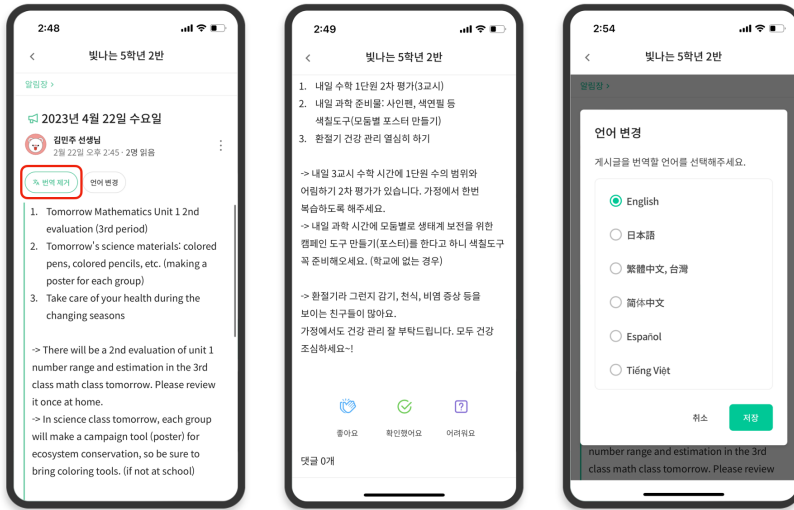 2:48
빛나는 5학년 2반
알림장 >
2023년 4월 22일 수요일
김민주 선생님
2월 22일 오후 2:45 · 2명 읽음
번역 제거
언어 변경
1. Tomorrow Mathematics Unit 1 2nd
evaluation (3rd period)
2. Tomorrow's science materials: colored
pens, colored pencils, etc. (making a
poster for each group)
3. Take care of your health during the
changing seasons
-> There will be a 2nd evaluation of unit 1
number range and estimation in the 3rd
class math class tomorrow. Please review
it once at home.
-> In science class tomorrow, each group
will make a campaign tool (poster) for
ecosystem conservation, so be sure to
bring coloring tools. (if not at school)
2:49
빛나는 5학년 2반
1. 내일 수학 1단원 2차 평가(3교시)
2. 내일 과학 준비물: 사인펜, 색연필 등
색칠도구(모둠별 포스터 만들기)
3. 환절기 건강 관리 열심히 하기
-> 내일 3교시 수학 시간에 1단원 수의 범위와
어림하기 2차 평가가 있습니다. 가정에서 한번
복습하도록 해주세요.
-> 내일 과학 시간에 모둠별로 생태계 보전을 위한
캠페인 도구 만들기(포스터)를 한다고 하니 색칠도구
꼭 준비해오세요. (학교에 없는 경우)
-> 환절기라 그런지 감기, 천식, 비염 증상 등을
보이는 친구들이 많아요.
가정에서도 건강 관리 잘 부탁드립니다. 모두 건강
조심하세요~!
좋아요
확인했어요
어려워요
댓글 0개
2:54
빛나는 5학년 2반
알림장 >
언어 변경
게시글을 번역할 언어를 선택해주세요.
English
日本語
繁體中文, 台灣
简体中文
Español
Tiếng Việt
취소
저장
number range and estimation in the 3rd
class math class tomorrow. Please review